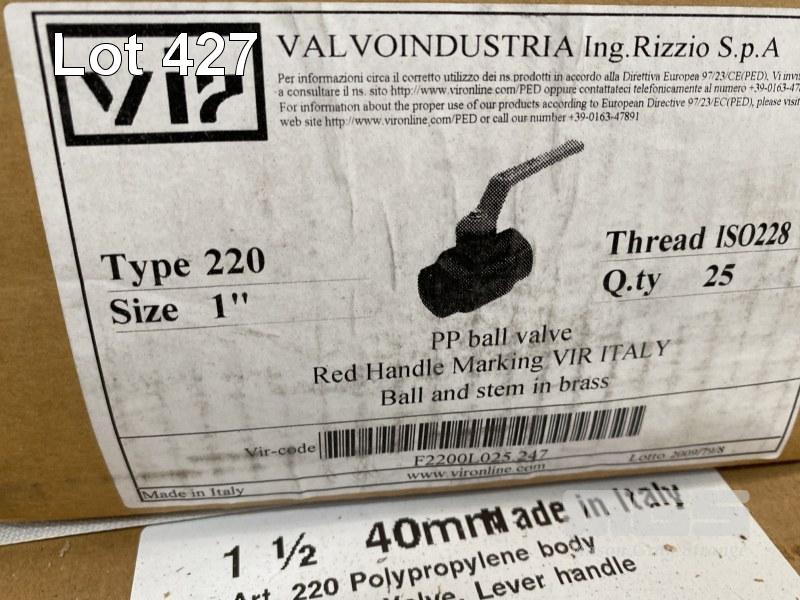 Lot 427
VIR
VALVOINDUSTRIA Ing.Rizzio S.p.A
Per informazioni circa il corretto utilizzo dei ns.prodotti in accordo alla Direttiva Europea 97/23/CE(PED), Vi
a consultare il ns. sito http://www.vironline.com/PED oppure contattateci telefonicamente al numero +39-0163-47
For information about the proper use of our products according to European Directive 97/23/EC(PED), please visit
web site http://www.vironline.com/PED or call our number +39-0163-47891
Type 220
Size 1"
Thread ISO228
Q.ty 25
PP ball valve
Red Handle Marking VIR ITALY
Ball and stem in brass
Vir-code
F2200L025.247
www.vironline.com
Lotto 2009/79/8
Made in Italy
1 ½ 40mm Made in Italy
Art. 220 Polypropylene body
Valve, Lever handle